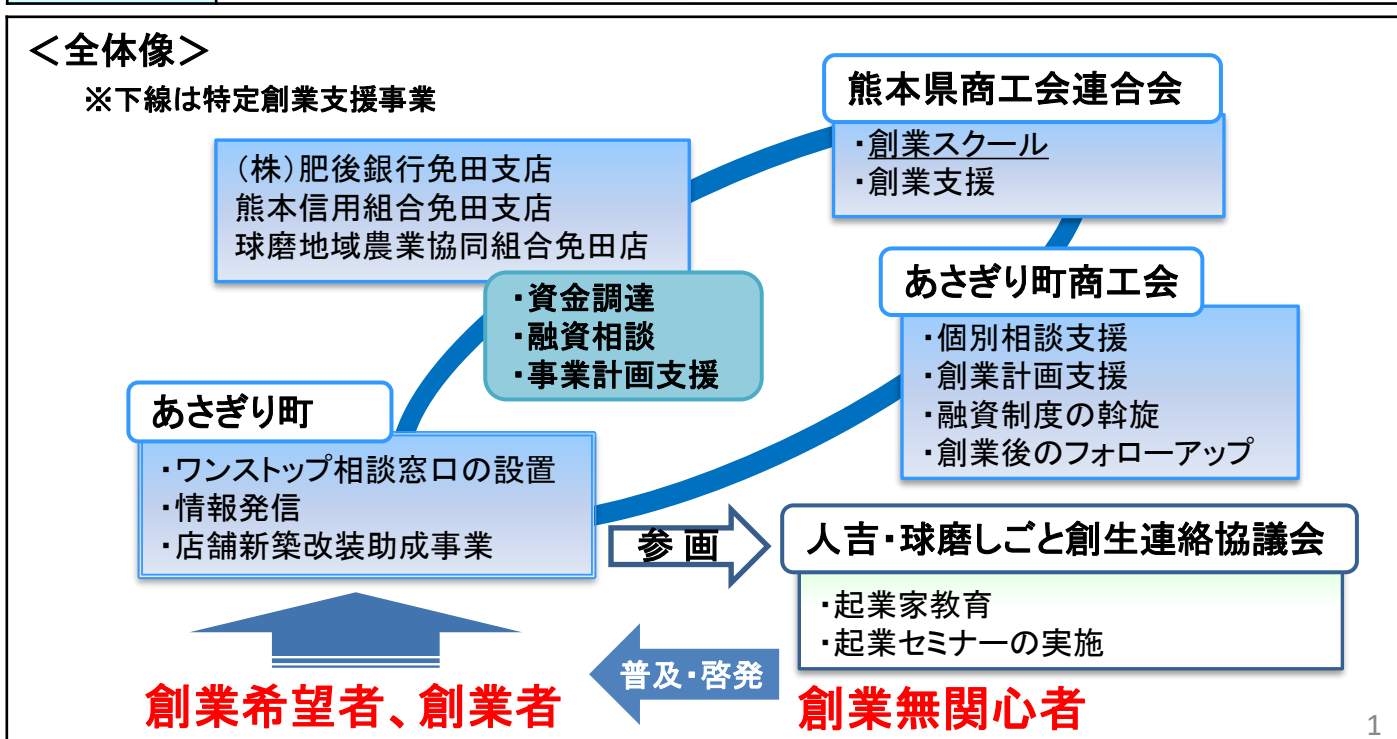 ＜全体像＞
※下線は特定創業支援事業
熊本県商工会連合会
・創業スクール
・創業支援
（株）肥後銀行免田支店
熊本信用組合免田支店
球磨地域農業協同組合免田店
・資金調達
・融資相談
・事業計画支援
あさぎり町商工会
・個別相談支援
・創業計画支援
・融資制度の斡旋
・創業後のフォローアップ
あさぎり町
・ワンストップ相談窓口の設置
・情報発信
・店舗新築改装助成事業
参 画
人吉・球磨しごと創生連絡協議会
・起業家教育
・起業セミナーの実施
普及・啓発
創業希望者、創業者
創業無関心者
1